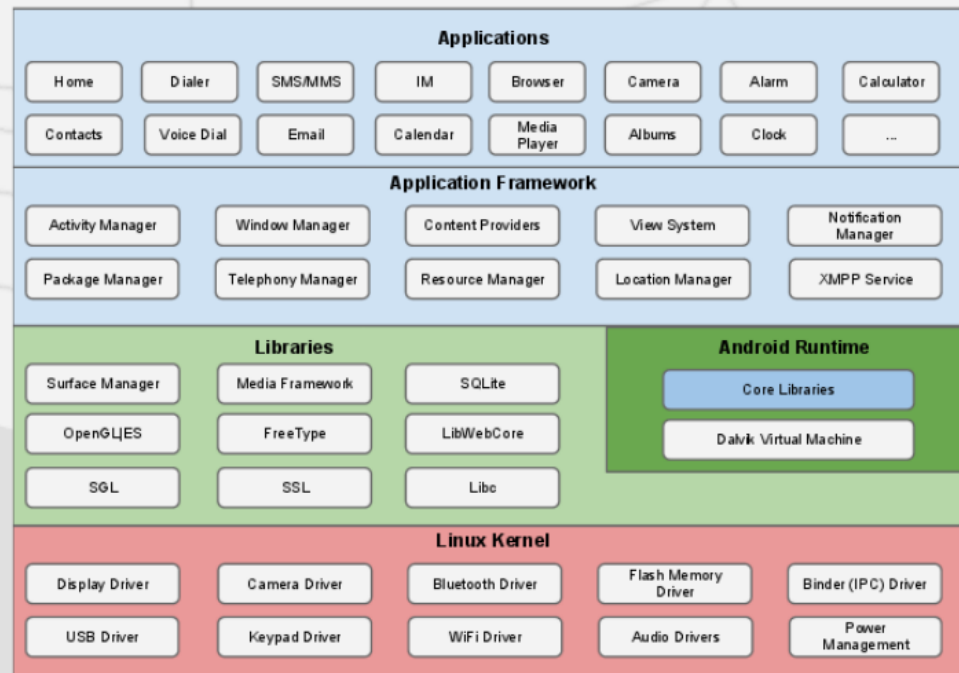 Applications
Home
Dialer
SMS/MMS
IM
Browser
Camera
Alarm
Calculator
Contacts
Voice Dial
Email
Calendar
Media
Player
Albums
Clock
...
Application Framework
Activity Manager
Window Manager
Content Providers
View System
Notification
Manager
Package Manager
Telephony Manager
Resource Manager
Location Manager
XMPP Service
Libraries
Surface Manager
Media Framework
SQLite
OpenGL|ES
FreeType
LibWebCore
SGL
SSL
Libc
Android Runtime
Core Libraries
Dalvik Virtual Machine
Linux Kernel
Display Driver
Camera Driver
Bluetooth Driver
Flash Memory
Driver
Binder (IPC) Driver
USB Driver
Keypad Driver
WiFi Driver
Audio Drivers
Power
Management